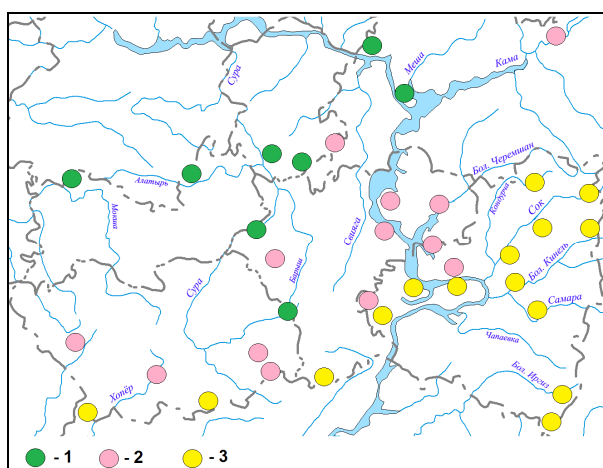 Сура
Меша
Кама
Бол. Черемшан
Кондурча
Алатырь
Сок
Мокша
Свияга
Бол. Кинель
Сура
Барыш
Самара
Чапаевка
Хопёр
Бол. Иргиз
- 1 - 2 - 3